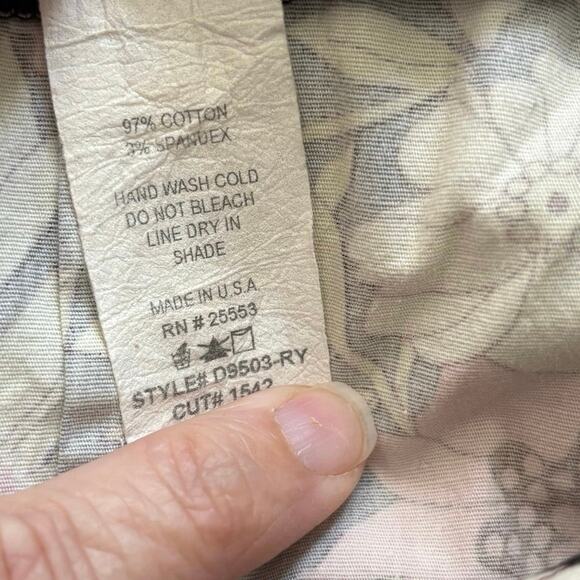 97% COTTON
3% SPANDEX
HAND WASH COLD
DO NOT BLEACH
LINE DRY IN
SHADE
MADE IN U.S.A
RN # 25553
STYLE# D9503-RY
CUT# 1542